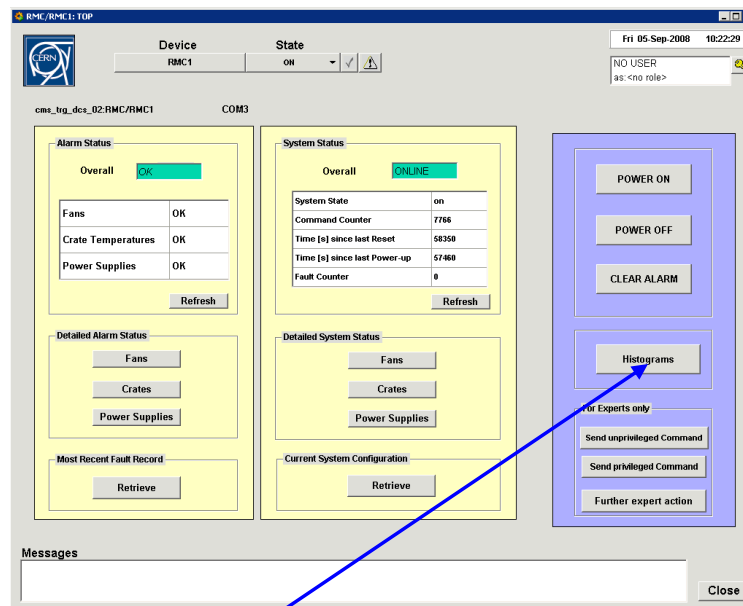 RMC/RMC1: TOP
Fri 05-Sep-2008 10:22:29
CERN
Device State
RMC1 ON
NO USER
as:<no role>
cms_trg_dcs_02:RMC/RMC1 COM3
Alarm Status
Overall OK
Fans OK
Crate Temperatures OK
Power Supplies OK
Refresh
Detailed Alarm Status
Fans
Crates
Power Supplies
Most Recent Fault Record
Retrieve
System Status
Overall ONLINE
System State on
Command Counter 7766
Time [s] since last Reset 58350
Time [s] since last Power-up 57460
Fault Counter 0
Refresh
Detailed System Status
Fans
Crates
Power Supplies
Current System Configuration
Retrieve
POWER ON
POWER OFF
CLEAR ALARM
Histograms
For Experts only
Send unprivileged Command
Send privileged Command
Further expert action
Messages
Close